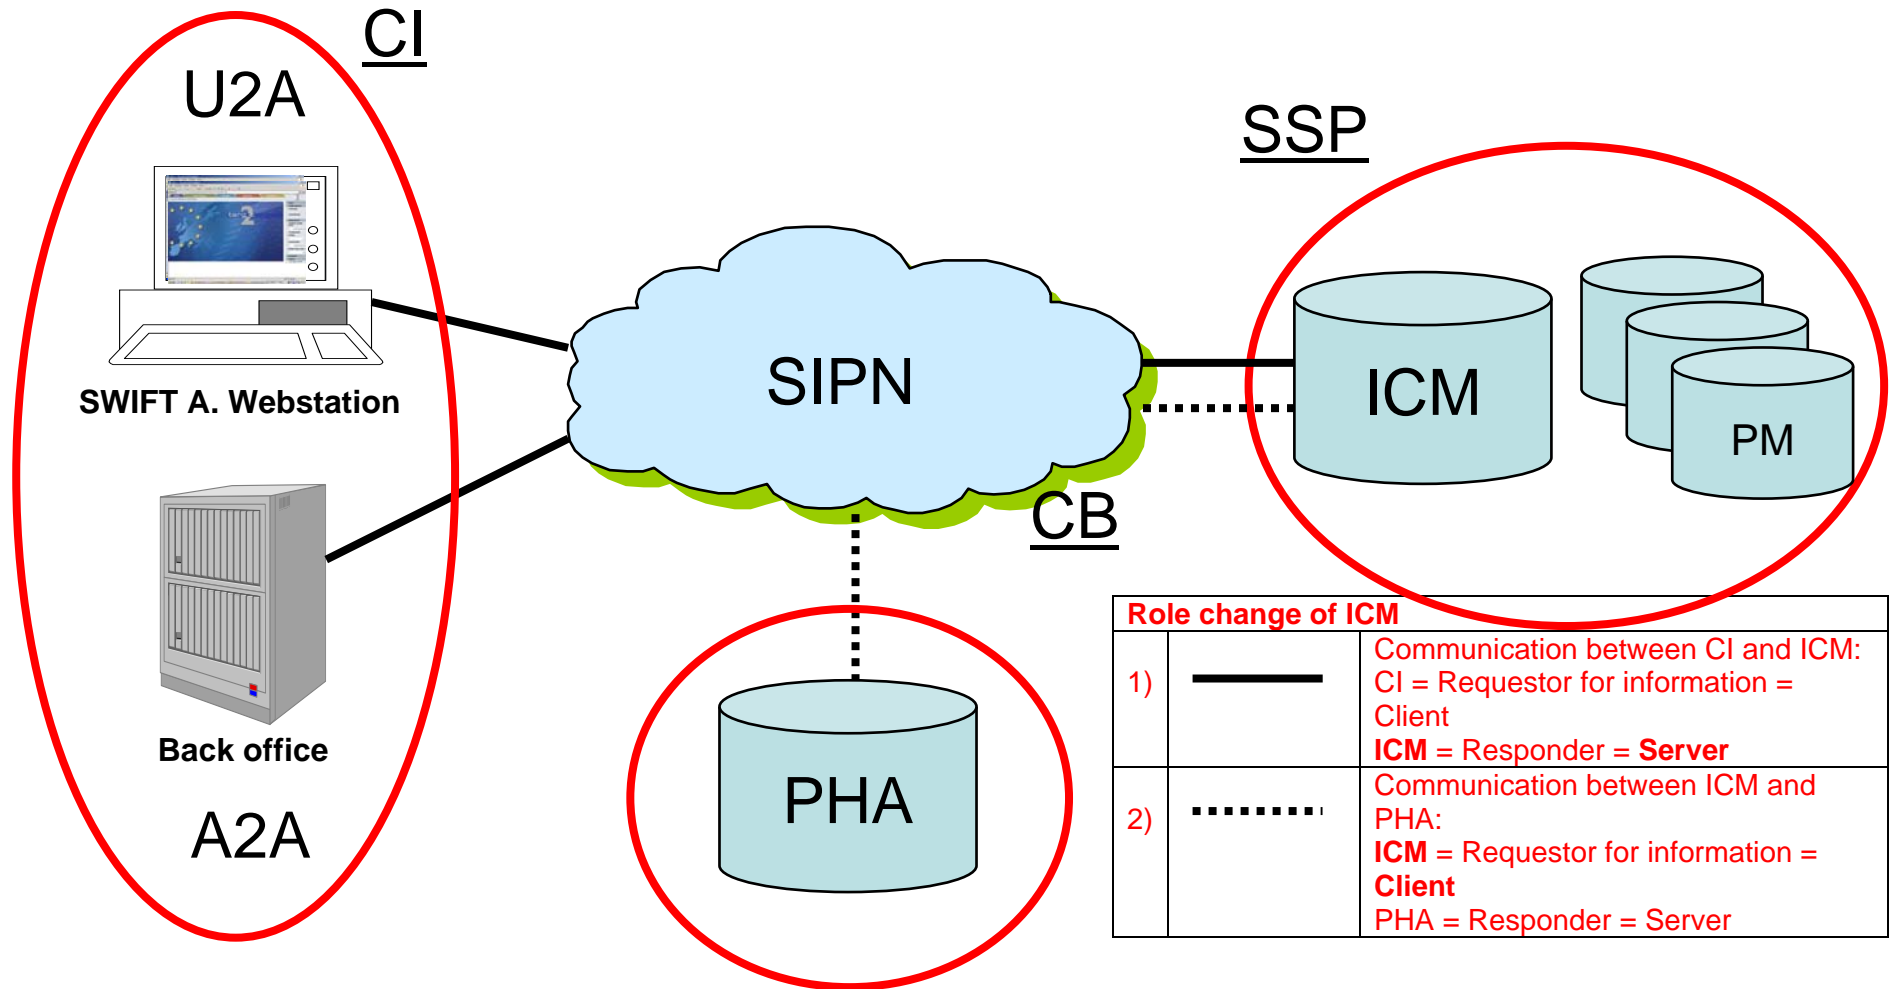 CI
U2A
SSP
SIPN
ICM
PM
SWIFT A. Webstation
CB
Back office
A2A
PHA
Role change of ICM
1)
Communication between CI and ICM:
CI = Requestor for information =
Client
ICM = Responder = Server
2)
Communication between ICM and
PHA:
ICM = Requestor for information =
Client
PHA = Responder = Server